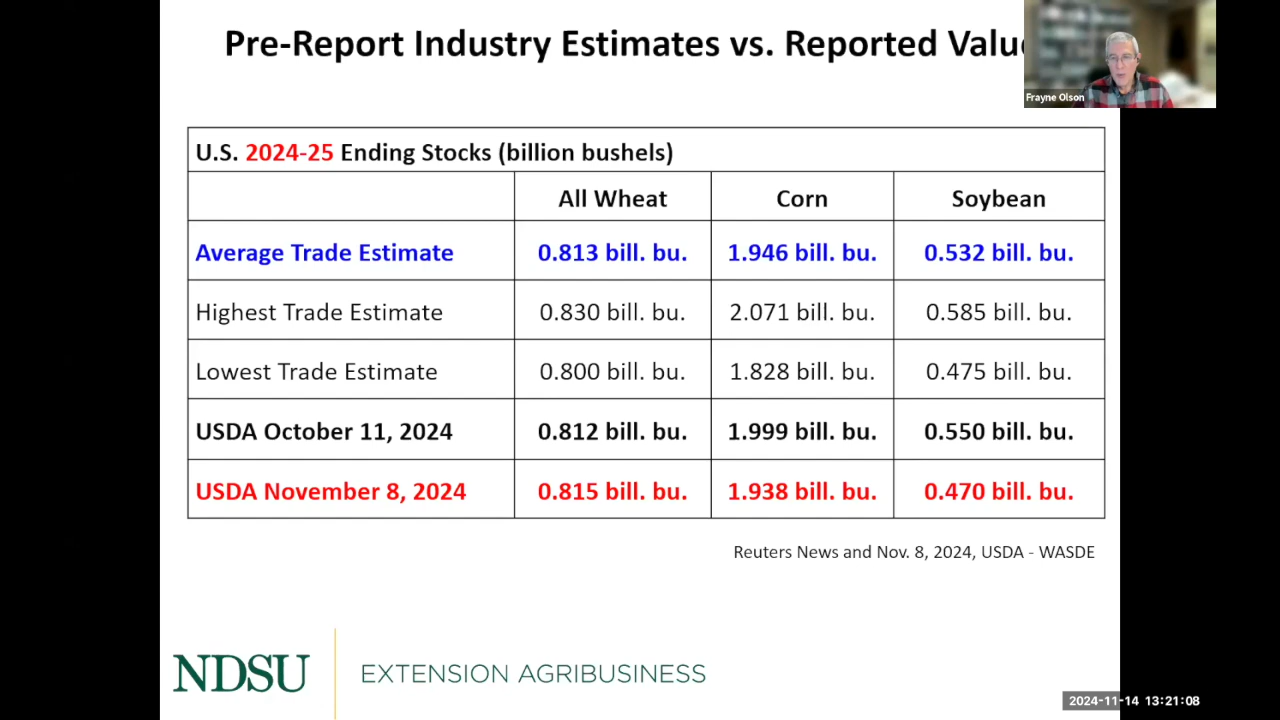 Pre-Report Industry Estimates vs. Reported
Frayne Olson
U.S. 2024-25 Ending Stocks (billion bushels)
All Wheat Corn Soybean
Average Trade Estimate 0.813 bill. bu. 1.946 bill. bu. 0.532 bill. bu.
Highest Trade Estimate 0.830 bill. bu. 2.071 bill. bu. 0.585 bill. bu.
Lowest Trade Estimate 0.800 bill. bu. 1.828 bill. bu. 0.475 bill. bu.
USDA October 11, 2024 0.812 bill. bu. 1.999 bill. bu. 0.550 bill. bu.
USDA November 8, 2024 0.815 bill. bu. 1.938 bill. bu. 0.470 bill. bu.
Reuters News and Nov. 8, 2024, USDA - WASDE
NDSU EXTENSION AGRIBUSINESS
2024-11-14 13:21:08